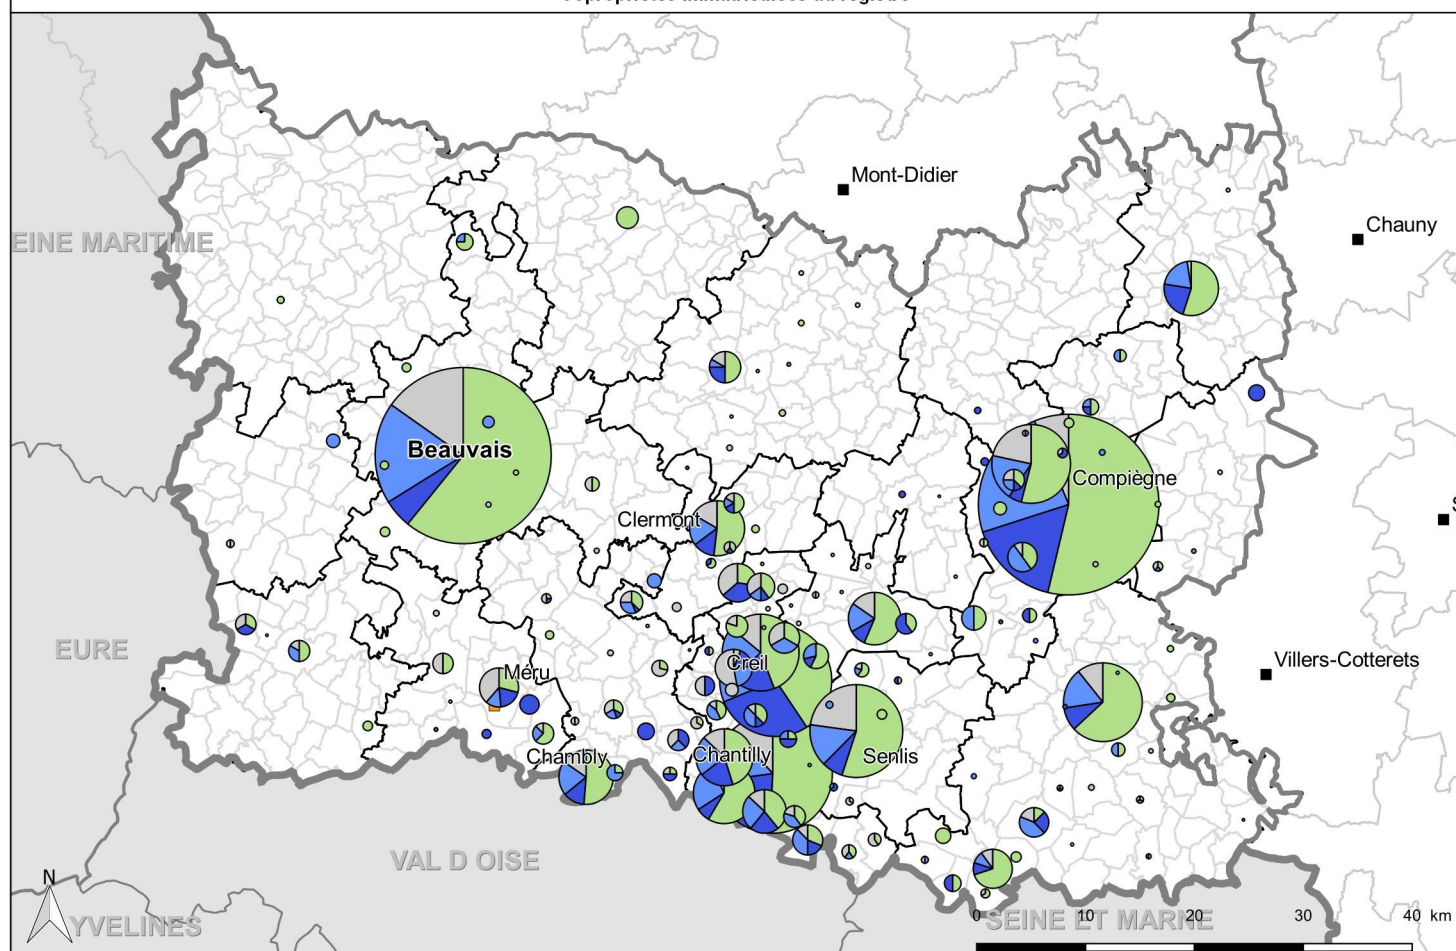 Mont-Didier
Chauny
EINE MARITIME
Beauvais
Compiègne
S
Clermont
EURE
Creil
Villers-Cotterets
Méru
Chambly
Chantilly
Senlis
VAL D OISE
N
YVELINES
SEINE ET MARNE
0 10 20 30 40 km